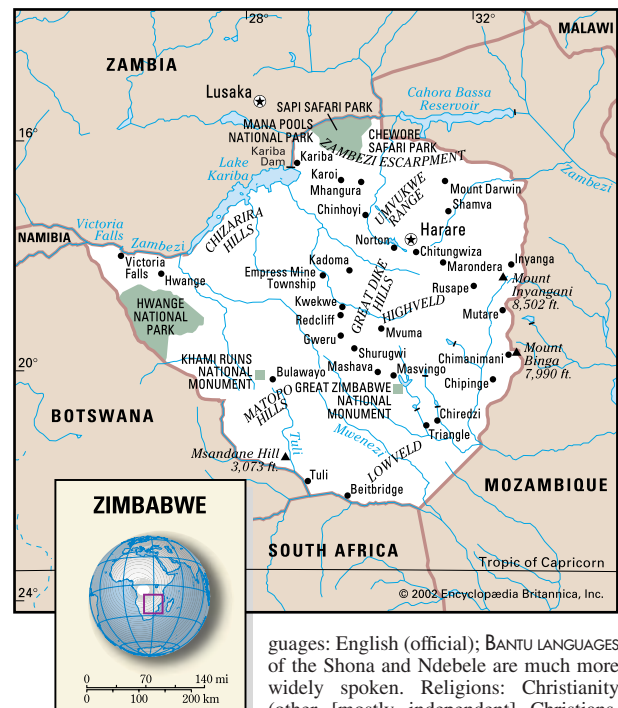 28°
32°
MALAWI
ZAMBIA
Lusaka
Cahora Bassa
Reservoir
SAPI SAFARI PARK
MANA POOLS
NATIONAL PARK
CHEWORE
SAFARI PARK
16°
Kariba
Dam
Kariba
ZAMBEZI ESCARPMENT
Lake
Kariba
Karoi
Mhangura
Zambezi
Mount Darwin
UMVUKWE
RANGE
Shamva
Chinhoyi
CHIZARIRA
HILLS
Victoria
Falls
Harare
NAMIBIA
Zambezi
Norton
Chitungwiza
Victoria
Falls
Kadoma
Marondera
Inyanga
Hwange
Empress Mine
Township
Mount
Inyangani
8,502 ft.
Rusape
GREAT DIKE
HILLS
HWANGE
NATIONAL
PARK
Kwekwe
HIGHVELD
Redcliff
Mutare
Mvuma
Gweru
Shurugwi
Chimanimani
Mount
Binga
7,990 ft.
20°
KHAMI RUINS
NATIONAL
MONUMENT
Mashava
Masvingo
Bulawayo
GREAT ZIMBABWE
NATIONAL
MONUMENT
Chipinge
MATOPO
HILLS
BOTSWANA
Chiredzi
Triangle
Tuli
Mwenezi
Msandane Hill
3,073 ft.
LOWVELD
Tuli
Beitbridge
MOZAMBIQUE
ZIMBABWE
SOUTH AFRICA
Tropic of Capricorn
24°
© 2002 Encyclopædia Britannica, Inc.
0 70 140 mi
0 100 200 km
guages: English (official); BANTU LANGUAGES
of the Shona and Ndebele are much more
widely spoken. Religions: Christianity
(other [mostly independent] Christians,